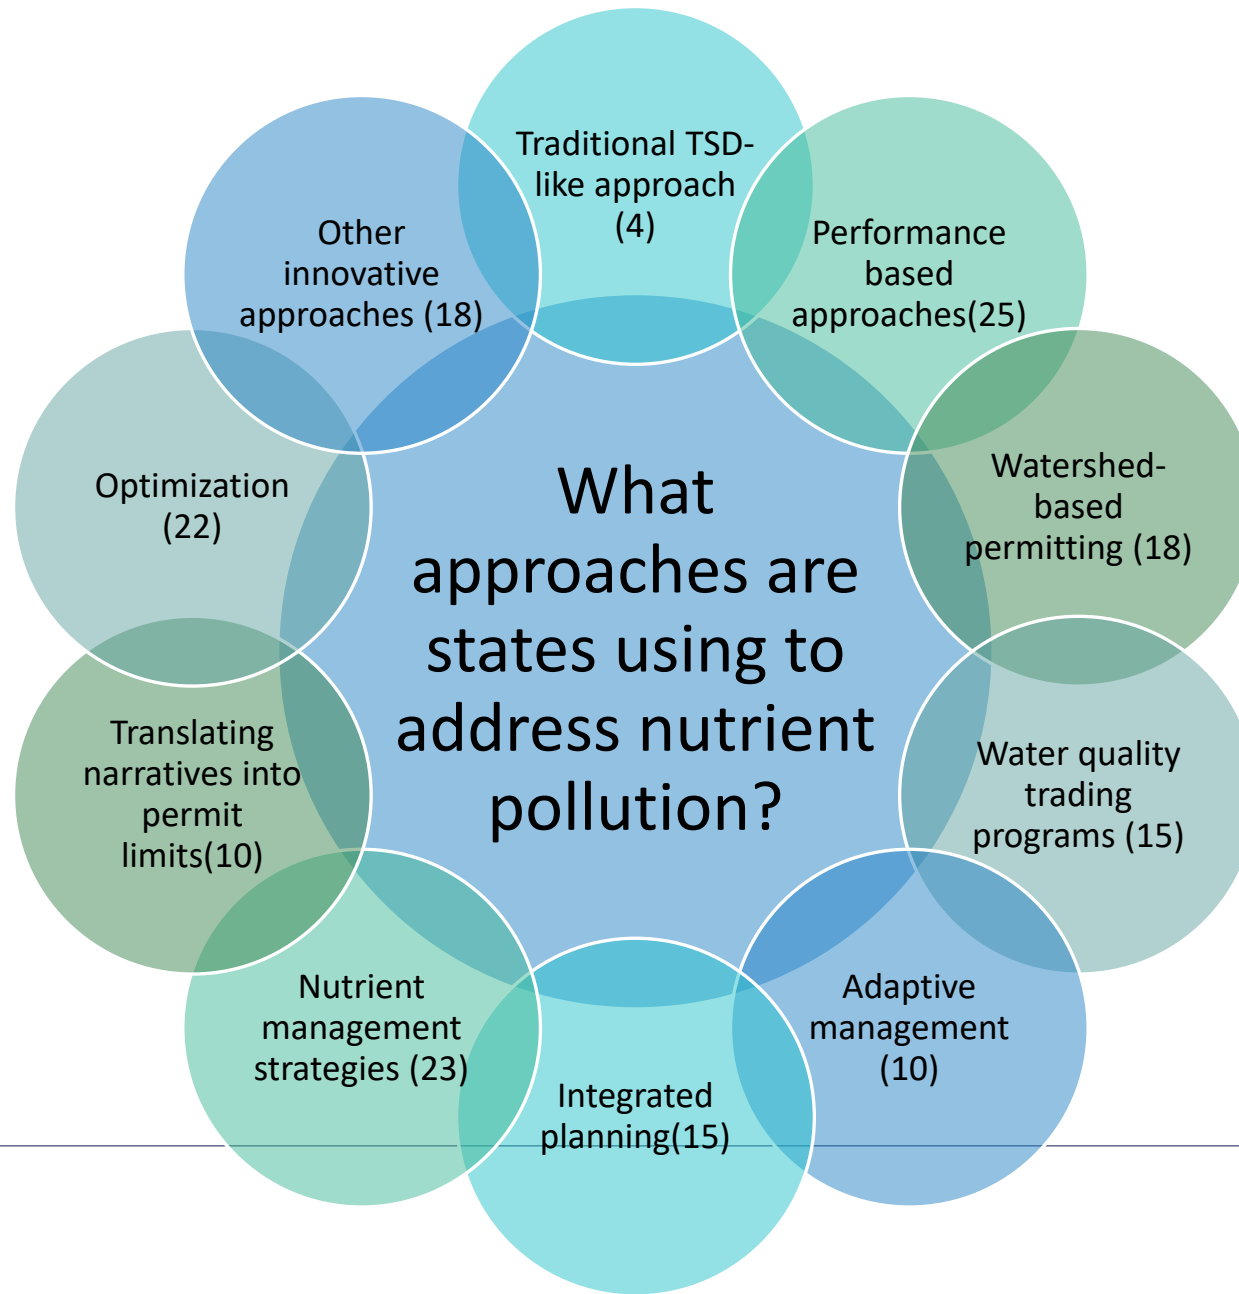 Traditional TSD-
like approach
(4)
Performance
based
approaches(25)
Watershed-
based
permitting (18)
Water quality
trading
programs (15)
Adaptive
management
(10)
Integrated
planning(15)
Nutrient
management
strategies (23)
Translating
narratives into
permit
limits(10)
Optimization
(22)
Other
innovative
approaches (18)
What
approaches are
states using to
address nutrient
pollution?